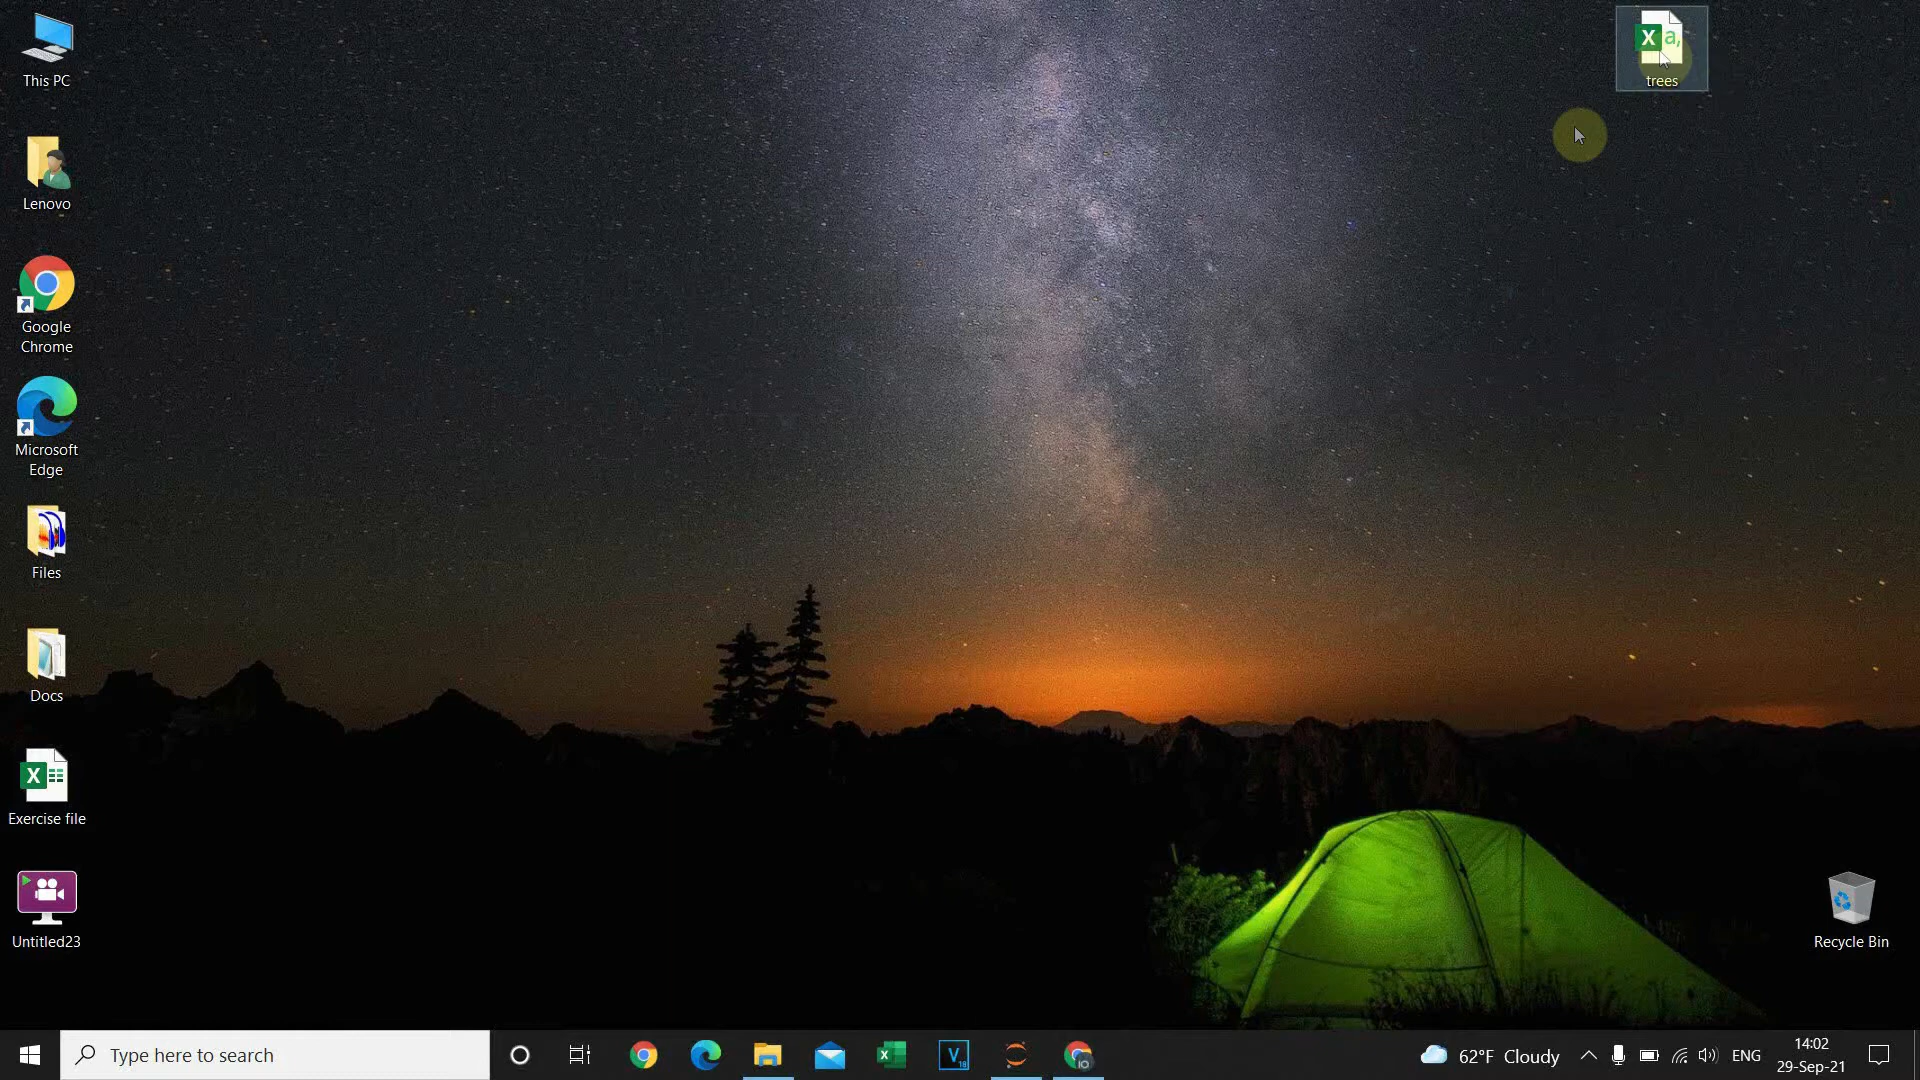 This PC
trees
Lenovo
Google
Chrome
Microsoft
Edge
Files
Docs
Exercise file
Untitled23
Recycle Bin
Type here to search
62°F Cloudy
ENG
14:02
29-Sep-21